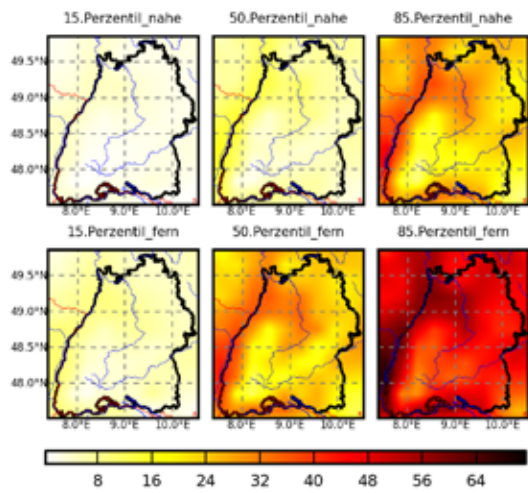 15.Perzentil_nahe 50.Perzentil_nahe 85.Perzentil_nahe
49.5°N
49.0°N
48.5°N
48.0°N
8.0°E 9.0°E 10.0°E 8.0°E 9.0°E 10.0°E 8.0°E 9.0°E 10.0°E
15.Perzentil_fern 50.Perzentil_fern 85.Perzentil_fern
49.5°N
49.0°N
48.5°N
48.0°N
8.0°E 9.0°E 10.0°E 8.0°E 9.0°E 10.0°E 8.0°E 9.0°E 10.0°E
8 16 24 32 40 48 56 64